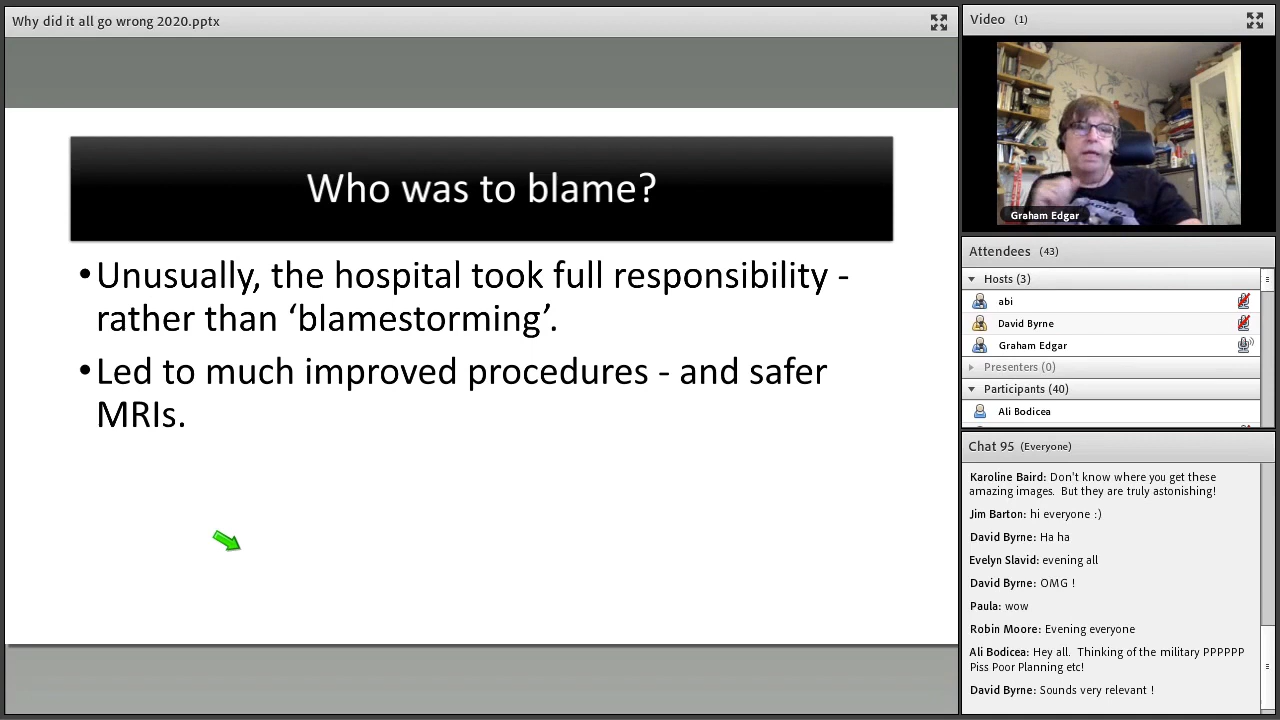 Why did it all go wrong 2020.pptx
Who was to blame?
•Unusually, the hospital took full responsibility -
rather than ‘blamestorming’.
•Led to much improved procedures - and safer
MRIs.
Video (1)
Graham Edgar
Attendees (43)
Hosts (3)
abi
David Byrne
Graham Edgar
Presenters (0)
Participants (40)
Ali Bodicea
Chat 95 (Everyone)
Karoline Baird: Don't know where you get these
amazing images. But they are truly astonishing!
Jim Barton: hi everyone :)
David Byrne: Ha ha
Evelyn Slavid: evening all
David Byrne: OMG !
Paula: wow
Robin Moore: Evening everyone
Ali Bodicea: Hey all. Thinking of the military PPPPPP
Piss Poor Planning etc!
David Byrne: Sounds very relevant !